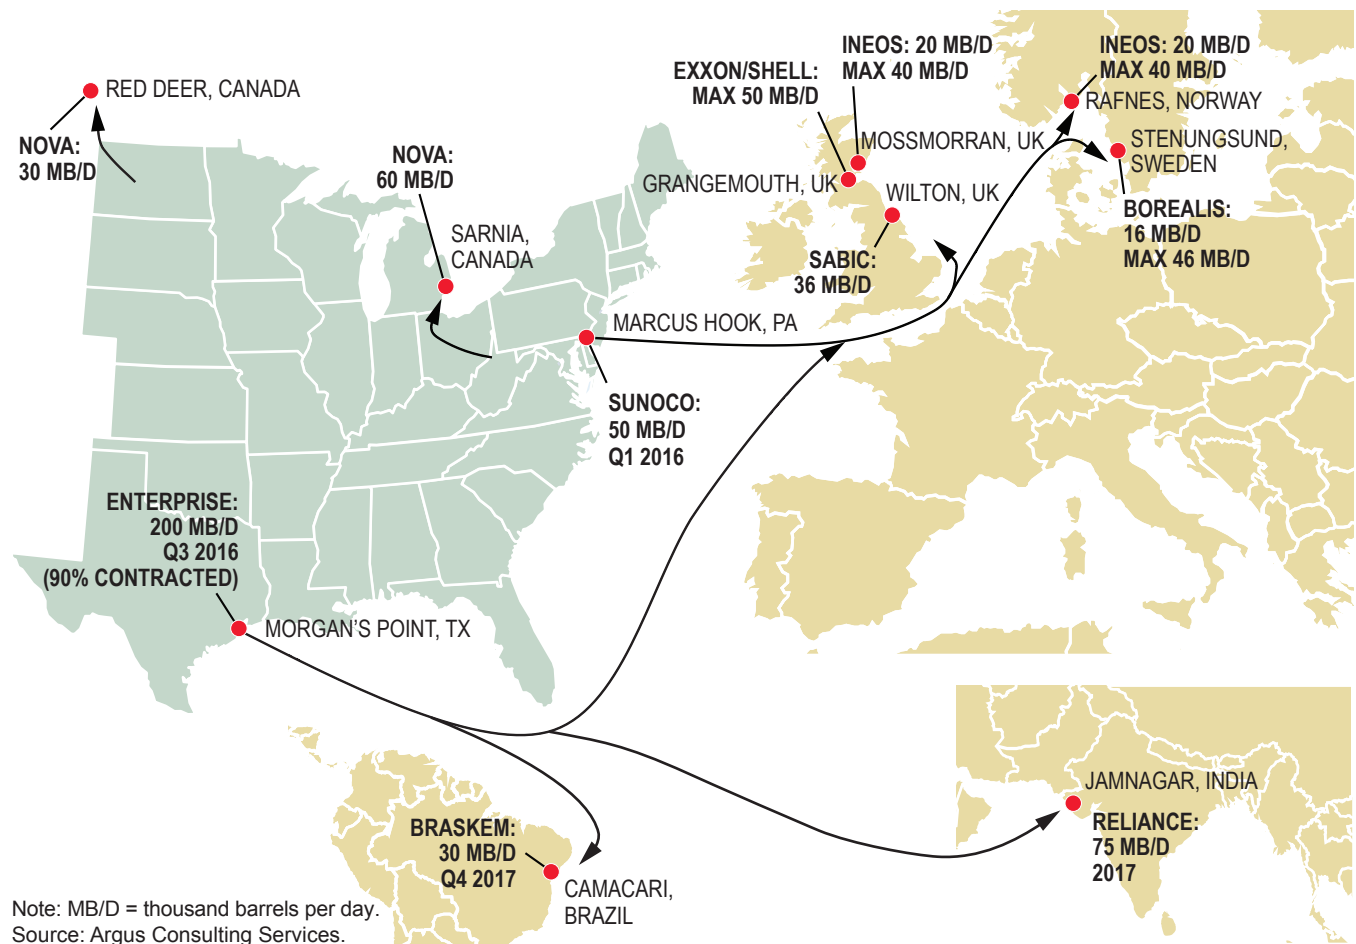 RED DEER, CANADA
NOVA:
30 MB/D
NOVA:
60 MB/D
SARNIA,
CANADA
EXXON/SHELL:
MAX 50 MB/D
INEOS: 20 MB/D
MAX 40 MB/D
MOSSMORRAN, UK
GRANGEMOUTH, UK
WILTON, UK
SABIC:
36 MB/D
INEOS: 20 MB/D
MAX 40 MB/D
RAFNES, NORWAY
STENUNGSUND,
SWEDEN
BOREALIS:
16 MB/D
MAX 46 MB/D
MARCUS HOOK, PA
SUNOCO:
50 MB/D
Q1 2016
ENTERPRISE:
200 MB/D
Q3 2016
(90% CONTRACTED)
MORGAN'S POINT, TX
BRASKEM:
30 MB/D
Q4 2017
CAMACARI,
BRAZIL
JAMNAGAR, INDIA
RELIANCE:
75 MB/D
2017
Note: MB/D = thousand barrels per day.
Source: Argus Consulting Services.